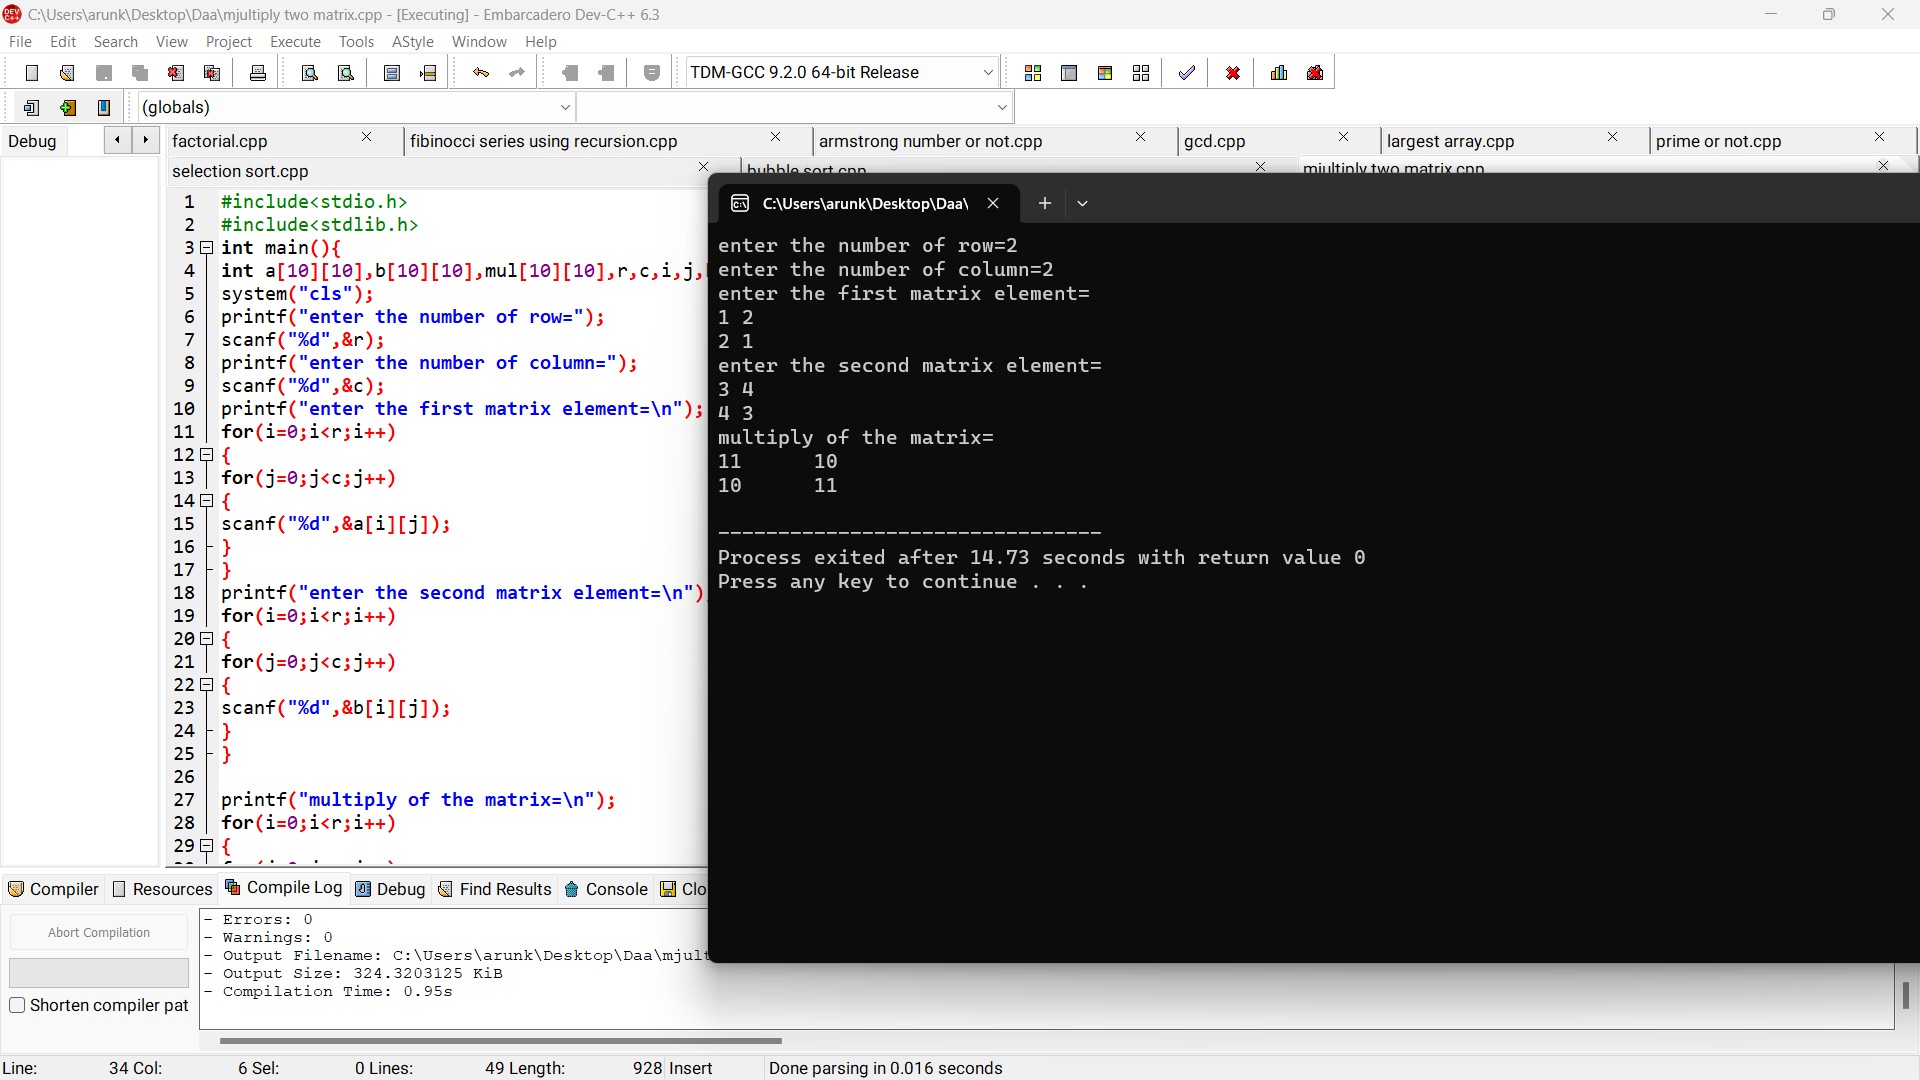 C:\Users\arunk\Desktop\Daa\mjultiply two matrix.cpp - [Executing] - Embarcadero Dev-C++ 6.3
File Edit Search View Project Execute Tools AStyle Window Help
TDM-GCC 9.2.0 64-bit Release
(globals)
Debug
factorial.cpp
fibinocci series using recursion.cpp
armstrong number or not.cpp
gcd.cpp
largest array.cpp
prime or not.cpp
selection sort.cpp
bubble sort.cpp
mjultiply two matrix.cpp
1 #include<stdio.h>
2 #include<stdlib.h>
3 int main(){
4 int a[10][10],b[10][10],mul[10][10],r,c,i,j,
5 system("cls");
6 printf("enter the number of row=");
7 scanf("%d",&r);
8 printf("enter the number of column=");
9 scanf("%d",&c);
10 printf("enter the first matrix element=\n");
11 for(i=0;i<r;i++)
12 {
13 for(j=0;j<c;j++)
14 {
15 scanf("%d",&a[i][j]);
16 }
17 }
18 printf("enter the second matrix element=\n")
19 for(i=0;i<r;i++)
20 {
21 for(j=0;j<c;j++)
22 {
23 scanf("%d",&b[i][j]);
24 }
25 }
26
27 printf("multiply of the matrix=\n");
28 for(i=0;i<r;i++)
29 {
C:\Users\arunk\Desktop\Daa\
enter the number of row=2
enter the number of column=2
enter the first matrix element=
1 2
2 1
enter the second matrix element=
3 4
4 3
multiply of the matrix=
11 10
10 11
--------------------------------
Process exited after 14.73 seconds with return value 0
Press any key to continue . . .
Compiler Resources Compile Log Debug Find Results Console Clo
Abort Compilation
Shorten compiler pat
- Errors: 0
- Warnings: 0
- Output Filename: C:\Users\arunk\Desktop\Daa\mjult
- Output Size: 324.3203125 KiB
- Compilation Time: 0.95s
Line: 34 Col: 6 Sel: 0 Lines: 49 Length: 928 Insert Done parsing in 0.016 seconds